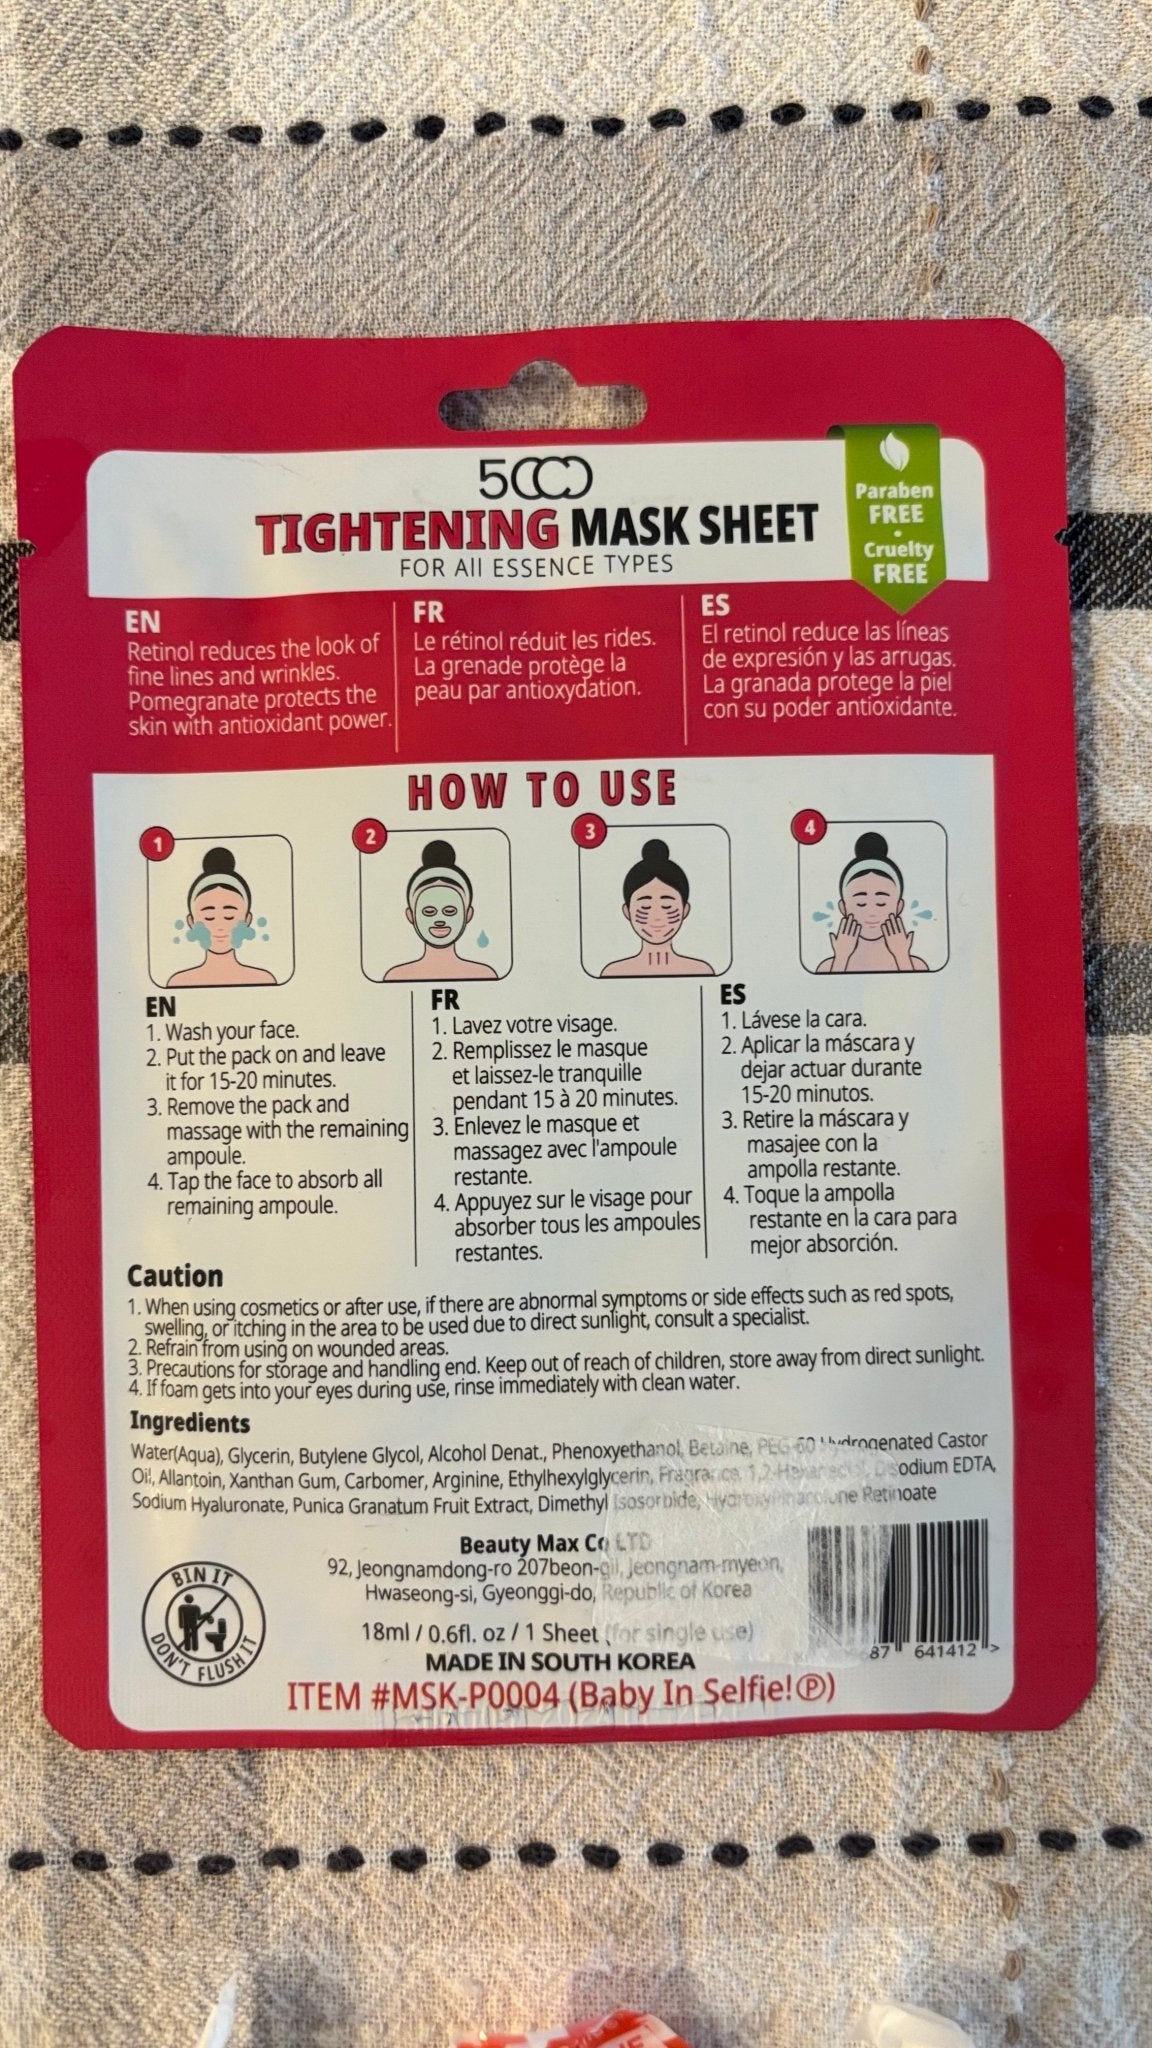 5000
TIGHTENING MASK SHEET
FOR All ESSENCE TYPES
Paraben
FREE
•
Cruelty
FREE
EN
Retinol reduces the look of
fine lines and wrinkles.
Pomegranate protects the
skin with antioxidant power.
FR
Le rétinol réduit les rides.
La grenade protège la
peau par antioxydation.
ES
El retinol reduce las líneas
de expresión y las arrugas.
La granada protege la piel
con su poder antioxidante.
HOW TO USE
1
2
3
4
EN
1. Wash your face.
2. Put the pack on and leave
it for 15-20 minutes.
3. Remove the pack and
massage with the remaining
ampoule.
4. Tap the face to absorb all
remaining ampoule.
FR
1. Lavez votre visage.
2. Remplissez le masque
et laissez-le tranquille
pendant 15 à 20 minutes.
3. Enlevez le masque et
massagez avec l'ampoule
restante.
4. Appuyez sur le visage pour
absorber tous les ampoules
restantes.
ES
1. Lávese la cara.
2. Aplicar la máscara y
dejar actuar durante
15-20 minutos.
3. Retire la máscara y
masajee con la
ampolla restante.
4. Toque la ampolla
restante en la cara para
mejor absorción.
Caution
1. When using cosmetics or after use, if there are abnormal symptoms or side effects such as red spots,
swelling, or itching in the area to be used due to direct sunlight, consult a specialist.
2. Refrain from using on wounded areas.
3. Precautions for storage and handling end. Keep out of reach of children, store away from direct sunlight.
4. If foam gets into your eyes during use, rinse immediately with clean water.
Ingredients
Water(Aqua), Glycerin, Butylene Glycol, Alcohol Denat., Phenoxyethanol, Betaine, PEG-60 Hydrogenated Castor
Oil, Allantoin, Xanthan Gum, Carbomer, Arginine, Ethylhexylglycerin, Fragrance, 1,2-Hexanediol, Disodium EDTA,
Sodium Hyaluronate, Punica Granatum Fruit Extract, Dimethyl Isosorbide, Hydroxypinacolone Retinoate
Beauty Max Co LTD
92, Jeongnamdong-ro 207beon-gil, Jeongnam-myeon,
Hwaseong-si, Gyeonggi-do, Republic of Korea
18ml / 0.6fl. oz / 1 Sheet (for single use)
MADE IN SOUTH KOREA
ITEM #MSK-P0004 (Baby In Selfie!Ⓟ)
BIN IT
DON'T FLUSH IT
87 641412 >